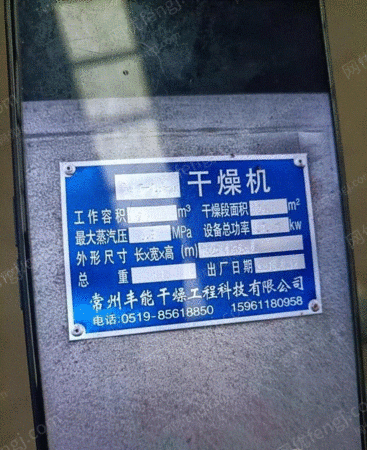 干燥机
工作容积 m³ 干燥段面积 m²
最大蒸汽压 MPa 设备总功率 kw
外形尺寸 长x宽x高 (m)
总 重 出厂日期
常州丰能干燥工程科技有限公司
电话:0519-85618850 15961180958